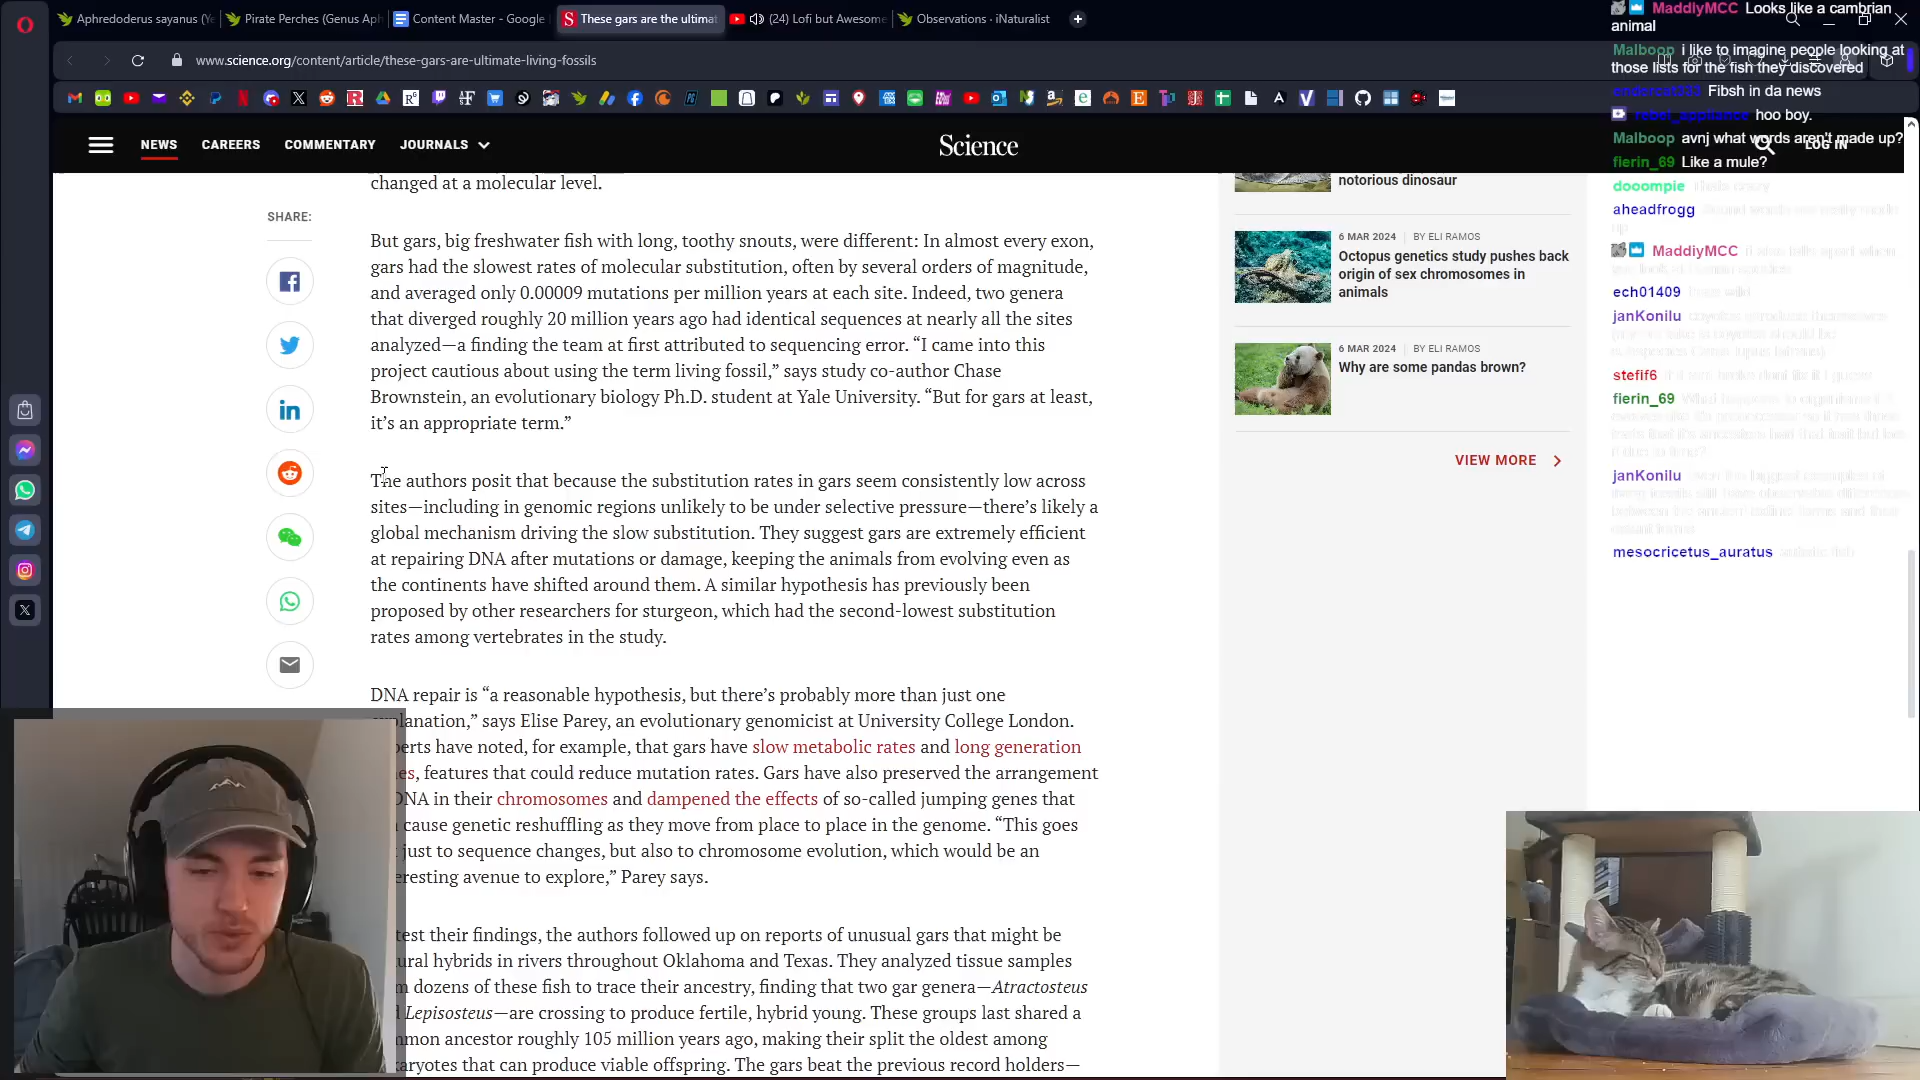 Aphredoderus sayanus (Ye
Pirate Perches (Genus Aph
Content Master - Google
These gars are the ultima
(24) Lofi but Awesome
Observations · iNaturalist
www.science.org/content/article/these-gars-are-ultimate-living-fossils
NEWS
CAREERS
COMMENTARY
JOURNALS
Science
LOG IN
changed at a molecular level.
SHARE:
But gars, big freshwater fish with long, toothy snouts, were different: In almost every exon,
gars had the slowest rates of molecular substitution, often by several orders of magnitude,
and averaged only 0.00009 mutations per million years at each site. Indeed, two genera
that diverged roughly 20 million years ago had identical sequences at nearly all the sites
analyzed—a finding the team at first attributed to sequencing error. “I came into this
project cautious about using the term living fossil,” says study co-author Chase
Brownstein, an evolutionary biology Ph.D. student at Yale University. “But for gars at least,
it’s an appropriate term.”
The authors posit that because the substitution rates in gars seem consistently low across
sites—including in genomic regions unlikely to be under selective pressure—there’s likely a
global mechanism driving the slow substitution. They suggest gars are extremely efficient
at repairing DNA after mutations or damage, keeping the animals from evolving even as
the continents have shifted around them. A similar hypothesis has previously been
proposed by other researchers for sturgeon, which had the second-lowest substitution
rates among vertebrates in the study.
DNA repair is “a reasonable hypothesis, but there’s probably more than just one
planation,” says Elise Parey, an evolutionary genomicist at University College London.
perts have noted, for example, that gars have slow metabolic rates and long generation
es, features that could reduce mutation rates. Gars have also preserved the arrangement
DNA in their chromosomes and dampened the effects of so-called jumping genes that
cause genetic reshuffling as they move from place to place in the genome. “This goes
just to sequence changes, but also to chromosome evolution, which would be an
eresting avenue to explore,” Parey says.
test their findings, the authors followed up on reports of unusual gars that might be
ural hybrids in rivers throughout Oklahoma and Texas. They analyzed tissue samples
m dozens of these fish to trace their ancestry, finding that two gar genera—Atractosteus
d Lepisosteus—are crossing to produce fertile, hybrid young. These groups last shared a
mmon ancestor roughly 105 million years ago, making their split the oldest among
karyotes that can produce viable offspring. The gars beat the previous record holders—
notorious dinosaur
6 MAR 2024 | BY ELI RAMOS
Octopus genetics study pushes back
origin of sex chromosomes in
animals
6 MAR 2024 | BY ELI RAMOS
Why are some pandas brown?
VIEW MORE
MaddiyMCC Looks like a cambrian
animal
Malboop i like to imagine people looking at
those lists for the fish they discovered
Fibsh in da news
rebel_appliance hoo boy.
Malboop avnj what words aren't made up?
fierin_69 Like a mule?
dooompie
aheadfrogg
MaddiyMCC
ech01409
janKonilu
stefif6
fierin_69
janKonilu
mesocricetus_auratus